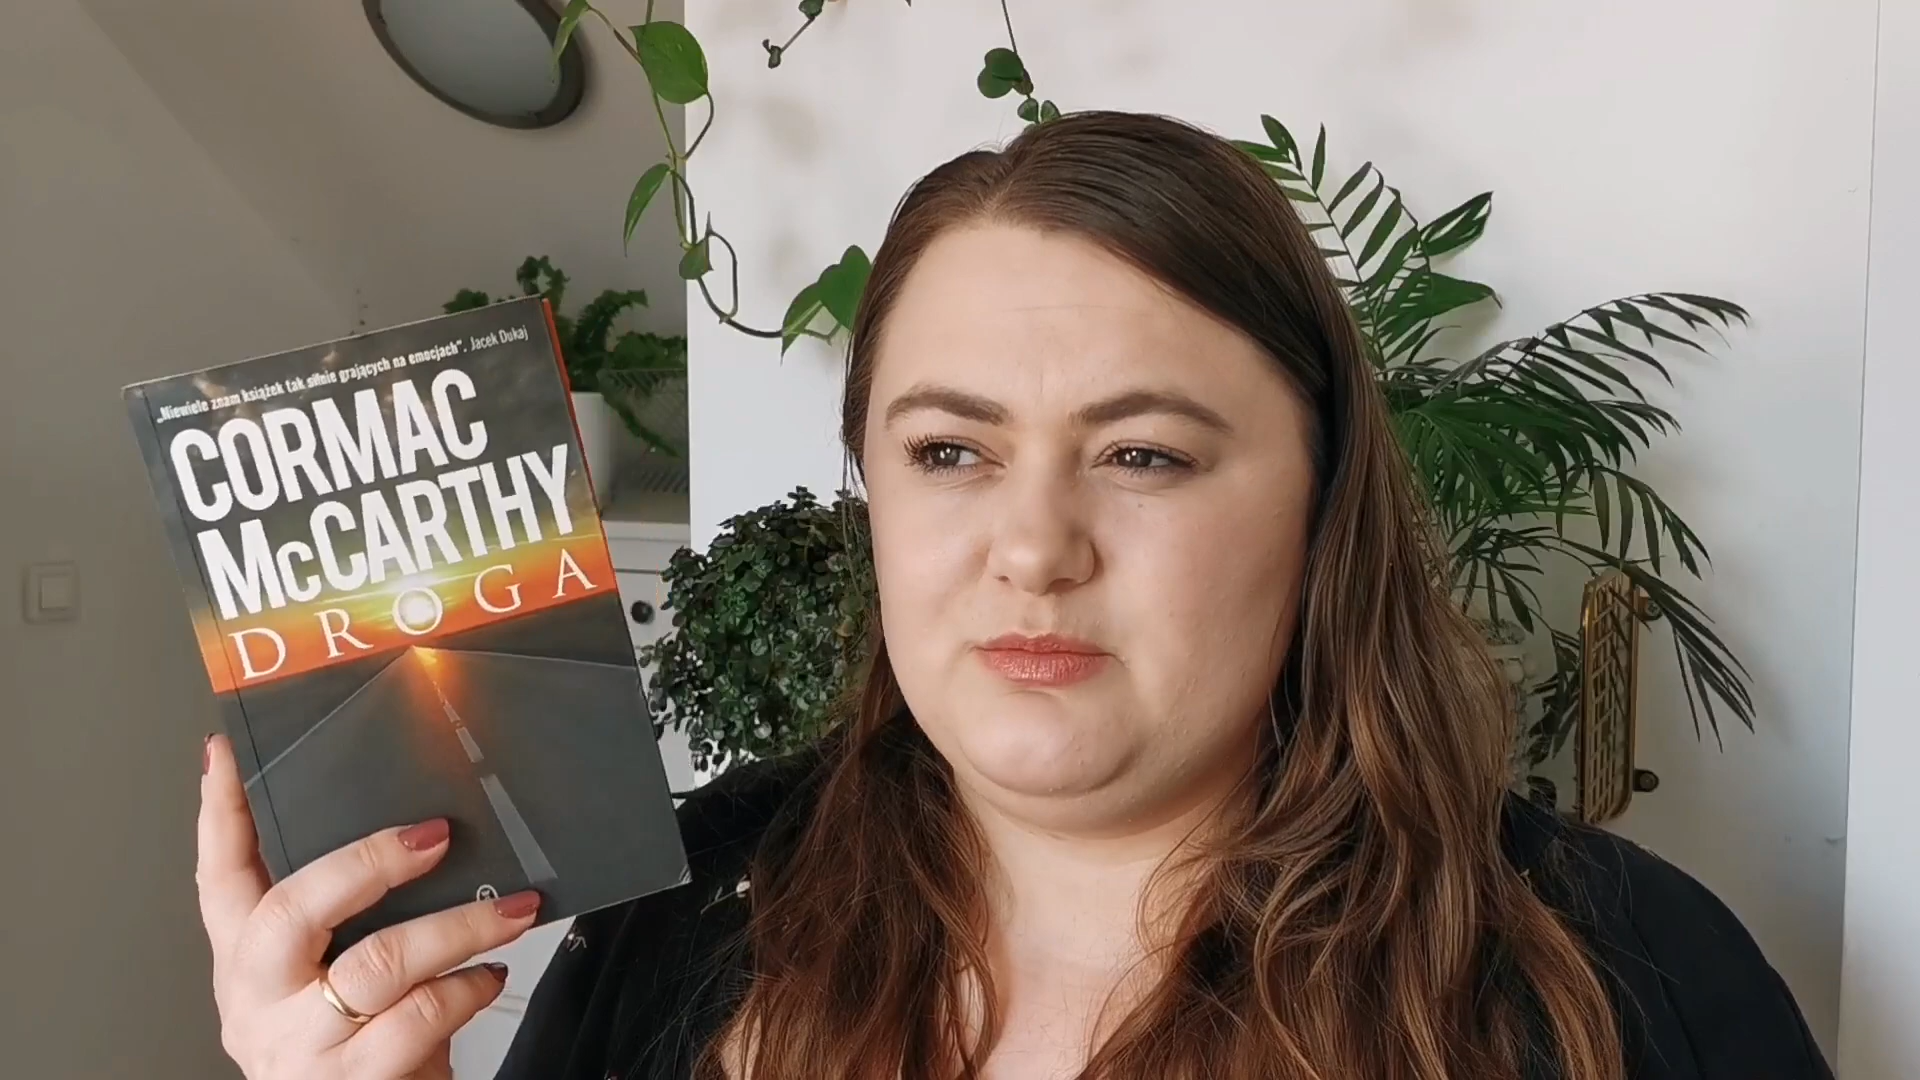 „Niewiele znam książek tak silnie grających na emocjach”. Jacek Dukaj
CORMAC
McCARTHY
DROGA